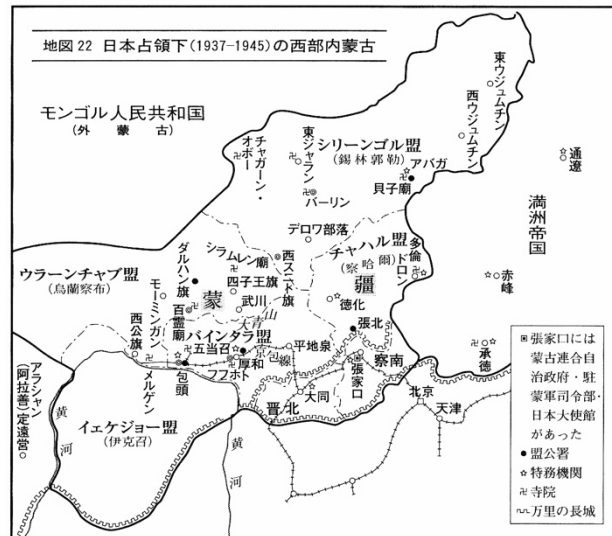 地図22 日本占領下(1937-1945)の西部内蒙古
モンゴル人民共和国
(外蒙古)
東ウジュムチン
西ウジュムチン
通遼
シリーンゴル盟
(錫林郭勒)
チャガーン・
オボー
東ジャラン
バーリン
アバガ
貝子廟
満洲帝国
デロワ部落
チャハル盟
(察哈爾)
多倫
ドロン
赤峰
ウラーンチャブ盟
(烏蘭察布)
ダルハン旗
シラムレン廟
西スニト旗
四子王旗
蒙
疆
武川
徳化
モーミンガン
百霊廟
大青山
張北
西公旗
バインタラ盟
五当召
京包線
平地泉
厚和
フフホト
張家口
察南
承徳
メルゲン
包頭
大同
晋北
北京
天津
アラシャン
(阿拉善)
定遠営
黄河
イェケジョー盟
(伊克召)
黄河
張家口には
蒙古連合自
治政府・駐
蒙軍司令部・
日本大使館
があった
盟公署
特務機関
寺院
万里の長城